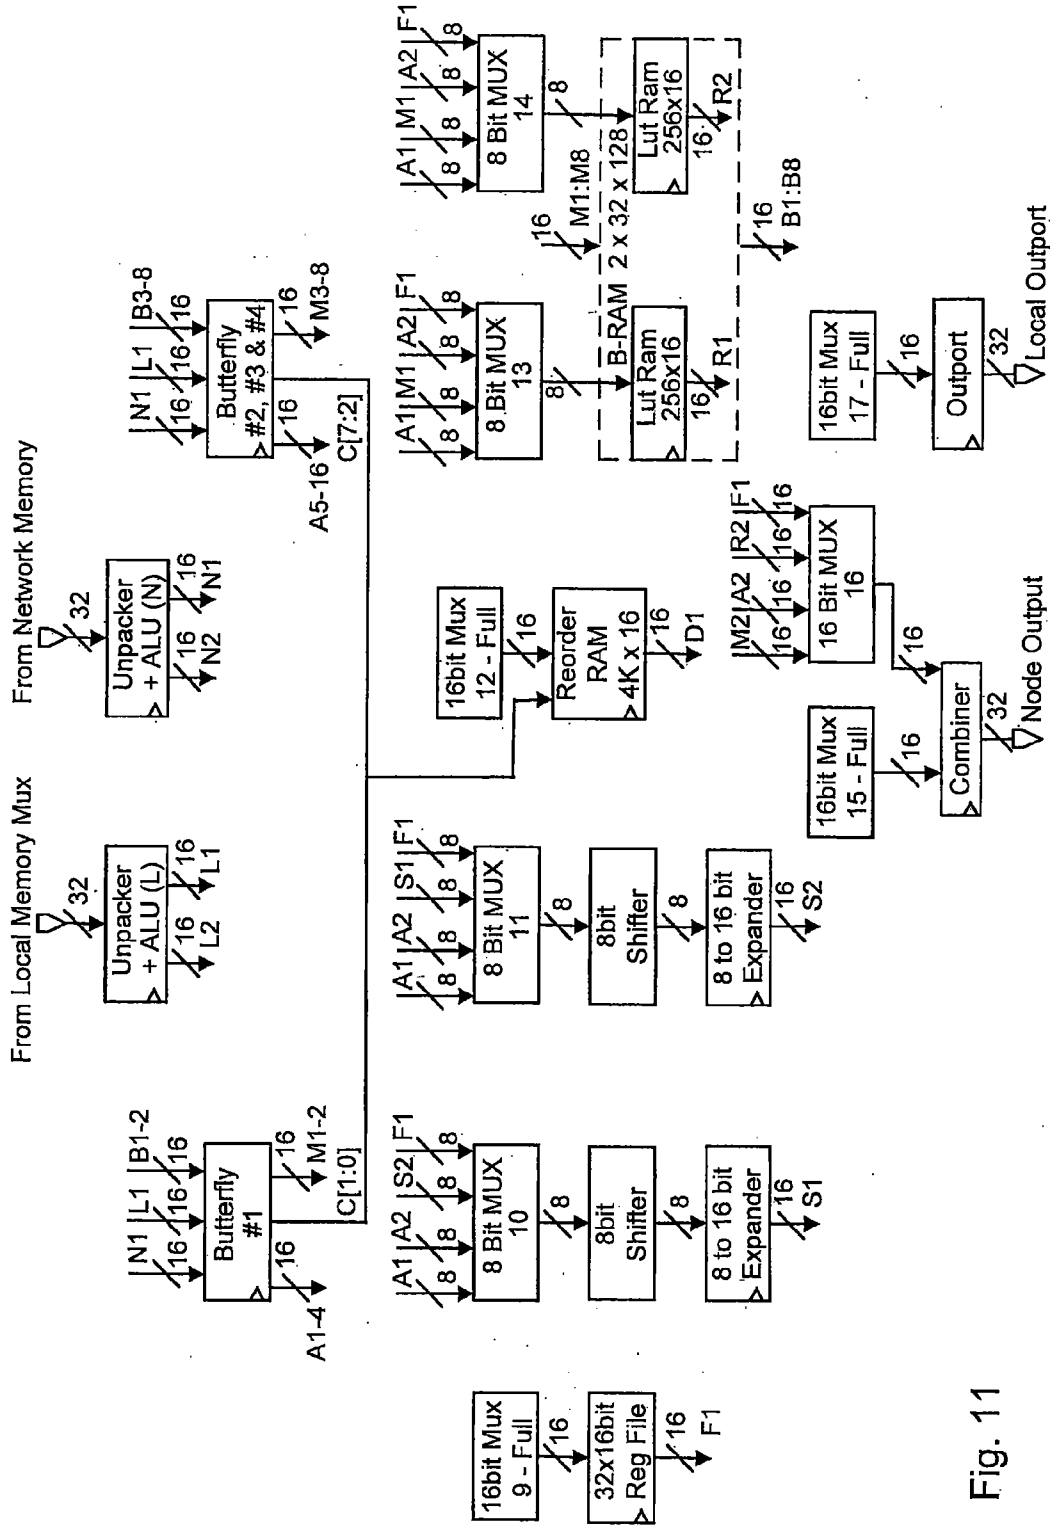 From Local Memory Mux
From Network Memory
32
Unpacker
+ ALU (L)
16
16
L2
L1
32
Unpacker
+ ALU (N)
16
16
N2
N1
N1
L1
B1-2
16
16
16
Butterfly
#1
16
16
A1-4
M1-2
C[1:0]
N1
L1
B3-8
16
16
16
Butterfly
#2, #3 & #4
16
16
A5-16
M3-8
C[7:2]
16bit Mux
9 - Full
16
32x16bit
Reg File
16
F1
A1
A2
S2
F1
8
8
8
8
8 Bit MUX
10
8
8bit
Shifter
8
8 to 16 bit
Expander
16
S1
A1
A2
S1
F1
8
8
8
8
8 Bit MUX
11
8
8bit
Shiffer
8
8 to 16 bit
Expander
16
S2
16bit Mux
12 - Full
16
Reorder
RAM
4K x 16
16
D1
A1
M1
A2
F1
8
8
8
8
8 Bit MUX
13
8
A1
M1
A2
F1
8
8
8
8
8 Bit MUX
14
8
16
M1:M8
B-RAM 2 x 32 x 128
Lut Ram
256x16
16
R1
Lut Ram
256x16
16
R2
16
B1:B8
16bit Mux
15 - Full
16
M2
A2
R2
F1
16
16
16
16
16 Bit MUX
16
16
Combiner
32
Node Output
16bit Mux
17 - Full
16
Outport
32
Local Outport
Fig. 11